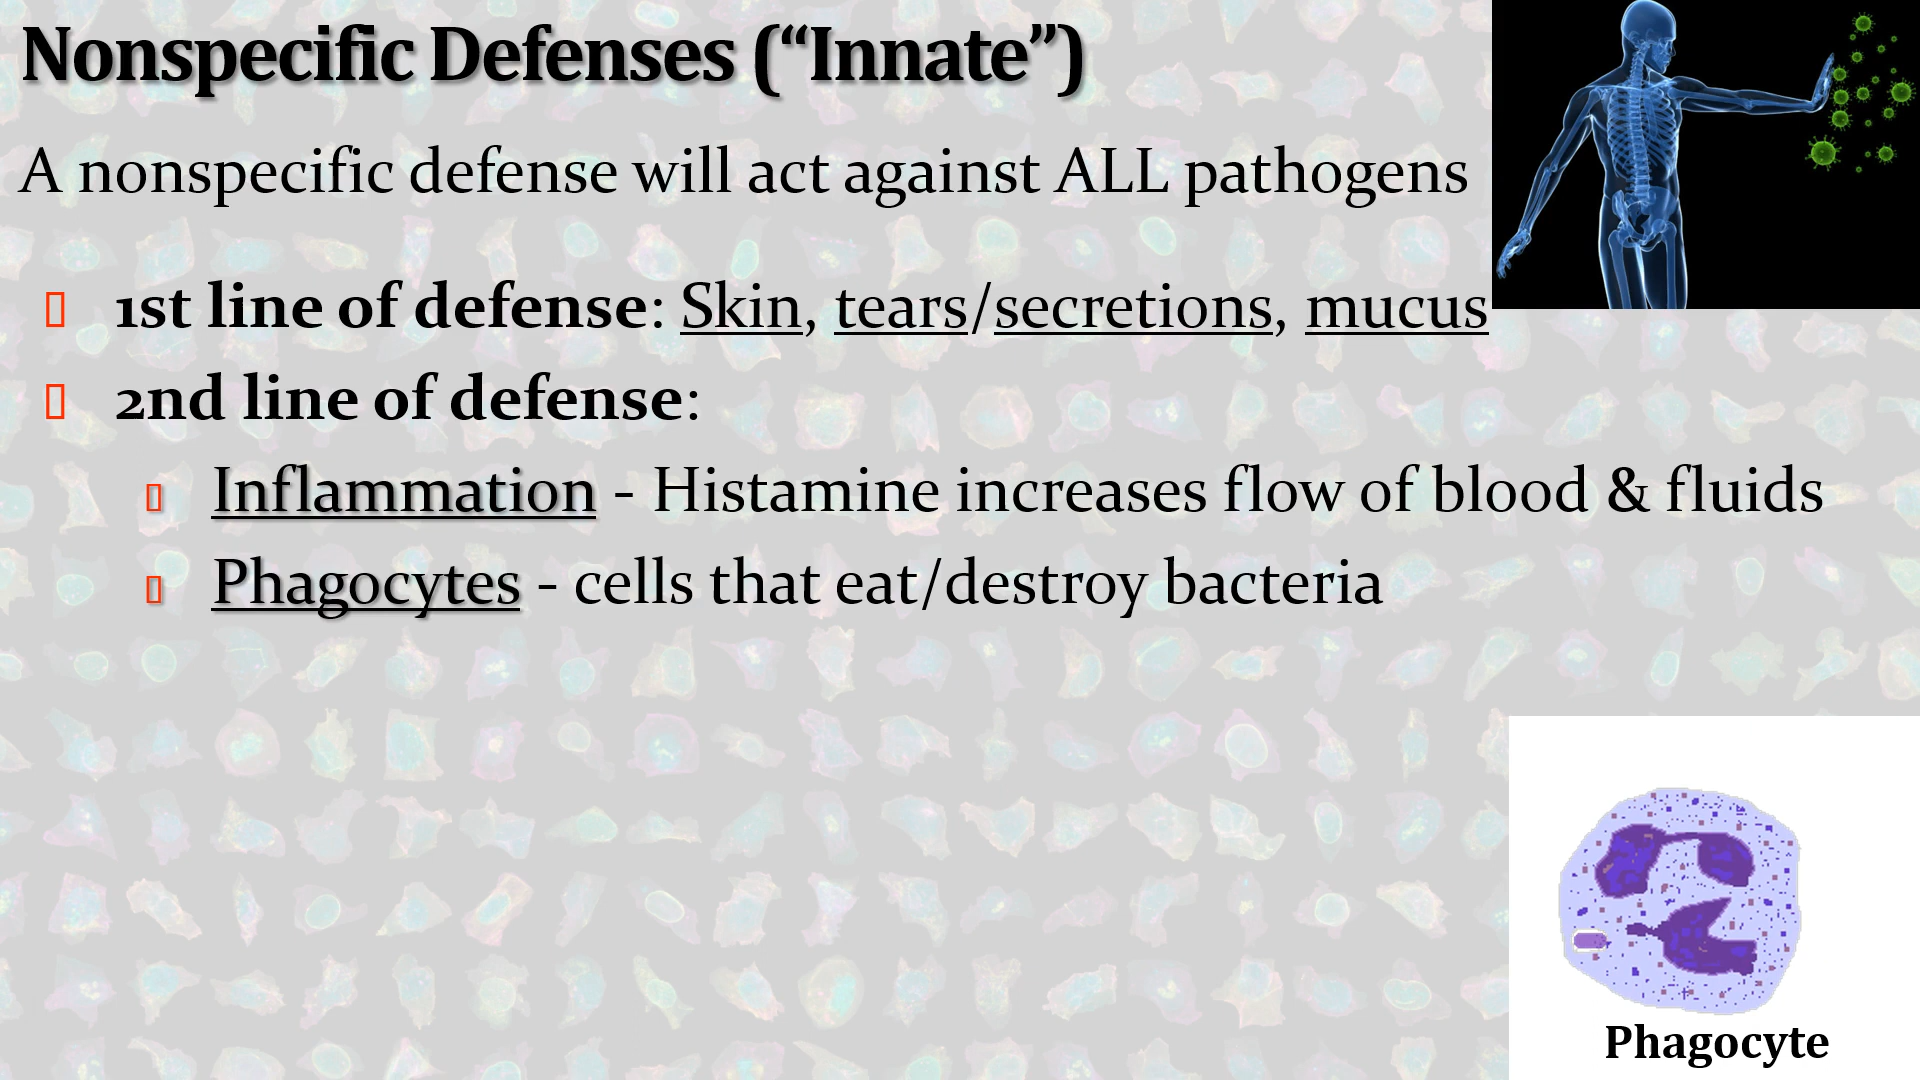 Nonspecific Defenses (“Innate”)
A nonspecific defense will act against ALL pathogens
1st line of defense: Skin, tears/secretions, mucus
2nd line of defense:
Inflammation - Histamine increases flow of blood & fluids
Phagocytes - cells that eat/destroy bacteria
Phagocyte